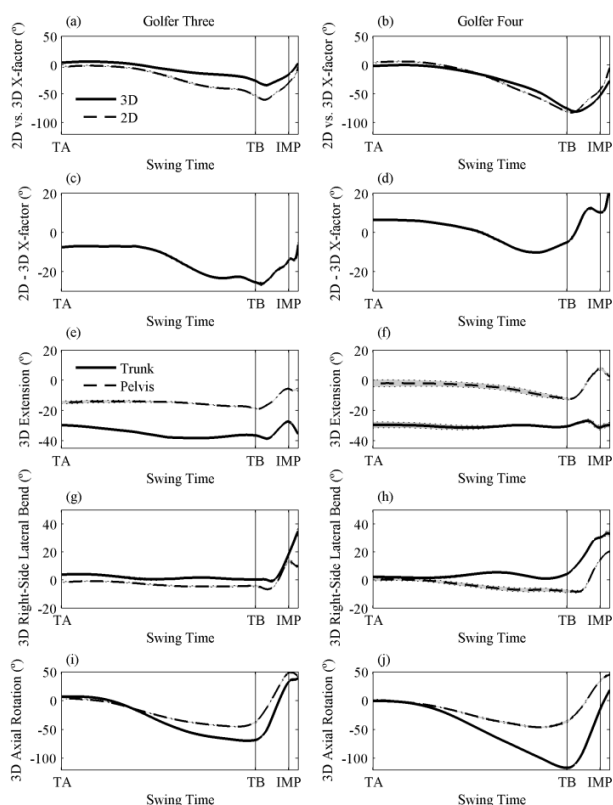 Golfer Three
Golfer Four
(a)
2D vs. 3D X-factor (º)
50
0
-50
-100
3D
2D
TA
TB
IMP
Swing Time
(b)
2D vs. 3D X-factor (º)
50
0
-50
-100
TA
TB
IMP
Swing Time
(c)
2D - 3D X-factor (º)
20
0
-20
TA
TB
IMP
Swing Time
(d)
2D - 3D X-factor (º)
20
0
-20
TA
TB
IMP
Swing Time
(e)
3D Extension (º)
20
0
-20
-40
Trunk
Pelvis
TA
TB
IMP
Swing Time
(f)
3D Extension (º)
20
0
-20
-40
TA
TB
IMP
Swing Time
(g)
3D Right-Side Lateral Bend (º)
40
20
0
-20
TA
TB
IMP
Swing Time
(h)
3D Right-Side Lateral Bend (º)
40
20
0
-20
TA
TB
IMP
Swing Time
(i)
3D Axial Rotation (º)
50
0
-50
-100
TA
TB
IMP
Swing Time
(j)
3D Axial Rotation (º)
50
0
-50
-100
TA
TB
IMP
Swing Time